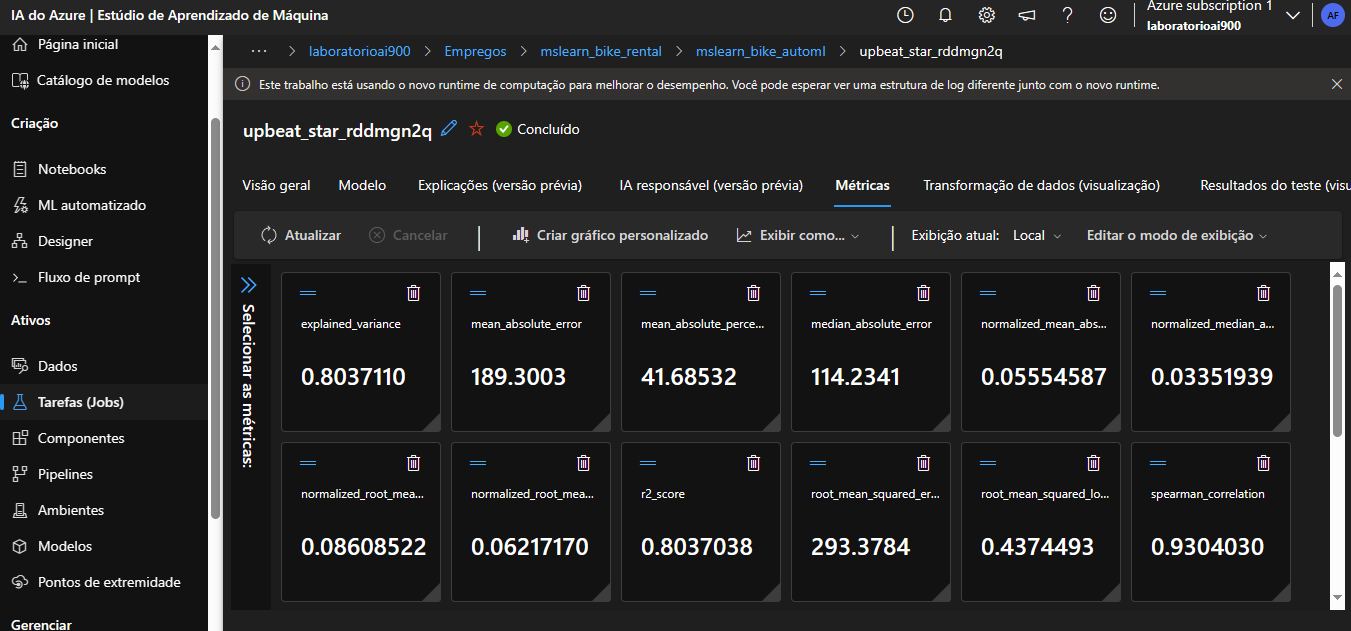 IA do Azure | Estúdio de Aprendizado de Máquina
Azure subscription 1
laboratorioai900
AF
Página inicial
Catálogo de modelos
Criação
Notebooks
ML automatizado
Designer
Fluxo de prompt
Ativos
Dados
Tarefas (Jobs)
Componentes
Pipelines
Ambientes
Modelos
Pontos de extremidade
Gerenciar
... > laboratorioai900 > Empregos > mslearn_bike_rental > mslearn_bike_automl > upbeat_star_rddmgn2q
Este trabalho está usando o novo runtime de computação para melhorar o desempenho. Você pode esperar ver uma estrutura de log diferente junto com o novo runtime.
upbeat_star_rddmgn2q Concluído
Visão geral Modelo Explicações (versão prévia) IA responsável (versão prévia) Métricas Transformação de dados (visualização) Resultados do teste (visu
Atualizar Cancelar Criar gráfico personalizado Exibir como... Exibição atual: Local Editar o modo de exibição
Selecionar as métricas:
explained_variance mean_absolute_error mean_absolute_perce... median_absolute_error normalized_mean_abs... normalized_median_a...
0.8037110 189.3003 41.68532 114.2341 0.05554587 0.03351939
normalized_root_mea... normalized_root_mea... r2_score root_mean_squared_er... root_mean_squared_lo... spearman_correlation
0.08608522 0.06217170 0.8037038 293.3784 0.4374493 0.9304030